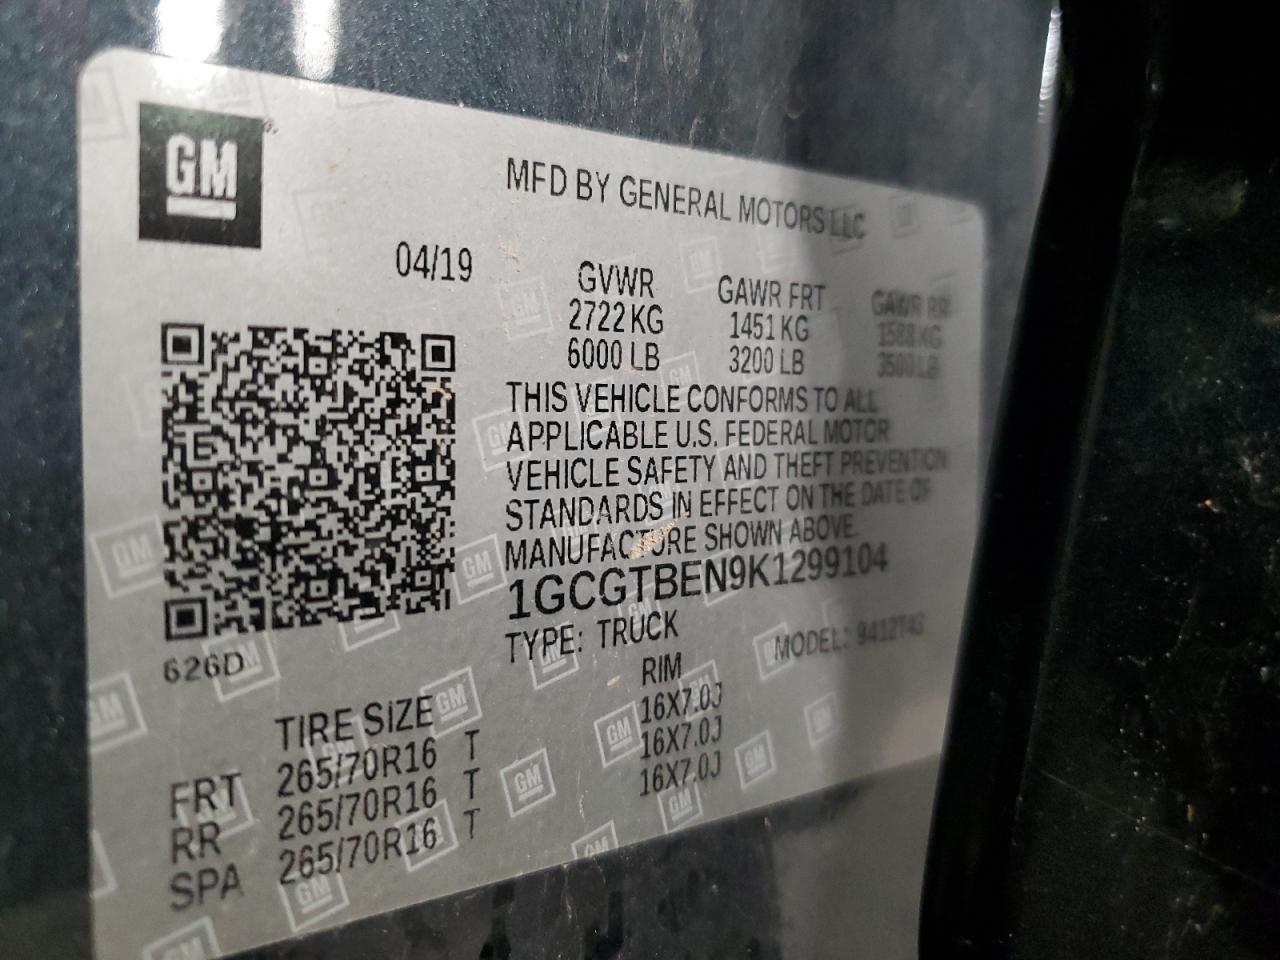 GM
MFD BY GENERAL MOTORS LLC
04/19
GVWR GAWR FRT GAWR RR
2722KG 1451 KG 1588 KG
6000 LB 3200 LB 3500 LB
THIS VEHICLE CONFORMS TO ALL
APPLICABLE U.S. FEDERAL MOTOR
VEHICLE SAFETY AND THEFT PREVENTION
STANDARDS IN EFFECT ON THE DATE OF
MANUFACTURE SHOWN ABOVE.
1GCGTBEN9K1299104
TYPE: TRUCK MODEL:
626D
TIRE SIZE RIM
FRT 265/70R16 T 16X7.0J
RR 265/70R16 T 16X7.0J
SPA 265/70R16 T 16X7.0J